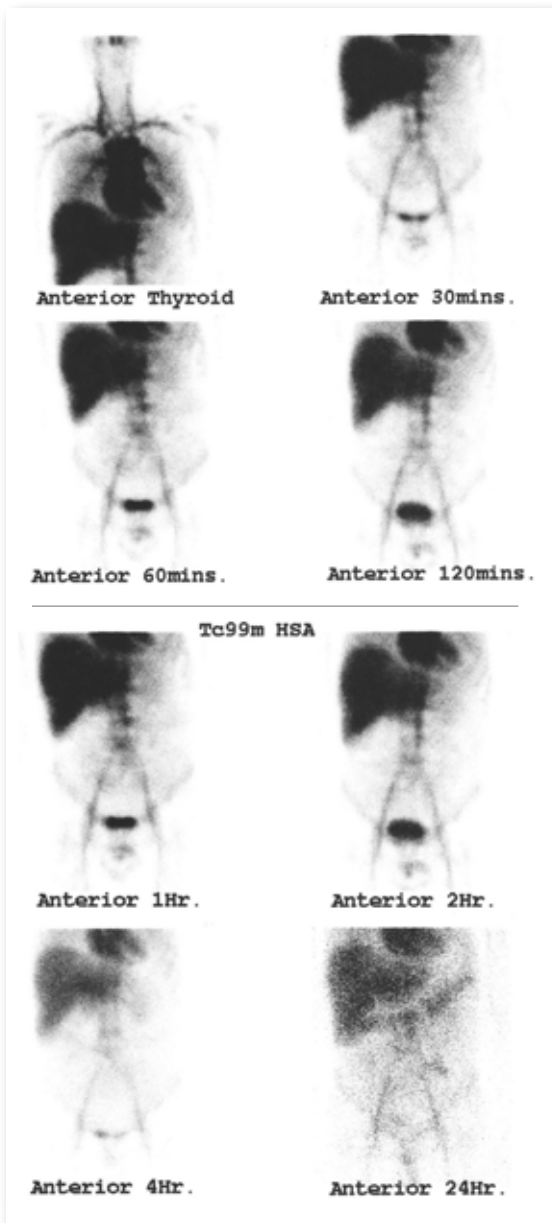 Anterior Thyroid
Anterior 30mins.
Anterior 60mins.
Anterior 120mins.
Tc99m HSA
Anterior 1Hr.
Anterior 2Hr.
Anterior 4Hr.
Anterior 24Hr.